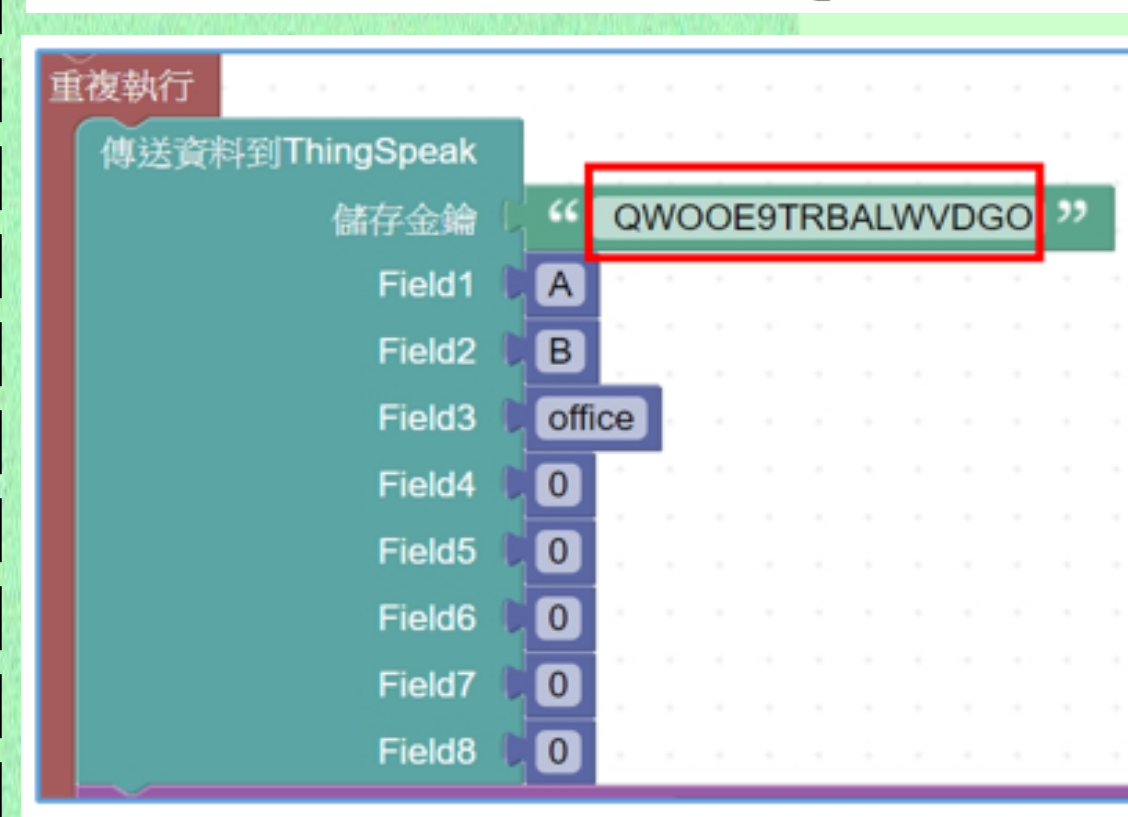 重複執行
傳送資料到ThingSpeak
儲存金鑰 “ QWOOE9TRBALWVDGO ”
Field1 A
Field2 B
Field3 office
Field4 0
Field5 0
Field6 0
Field7 0
Field8 0